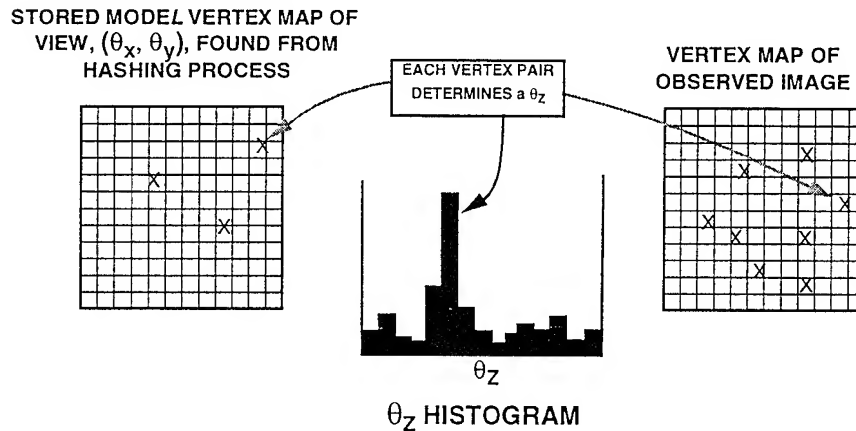 STORED MODEL VERTEX MAP OF
VIEW, (θx, θy), FOUND FROM
HASHING PROCESS
EACH VERTEX PAIR
DETERMINES a θz
VERTEX MAP OF
OBSERVED IMAGE
X
X
X
X
X
X
X
X
X
X
X
θz
θz HISTOGRAM